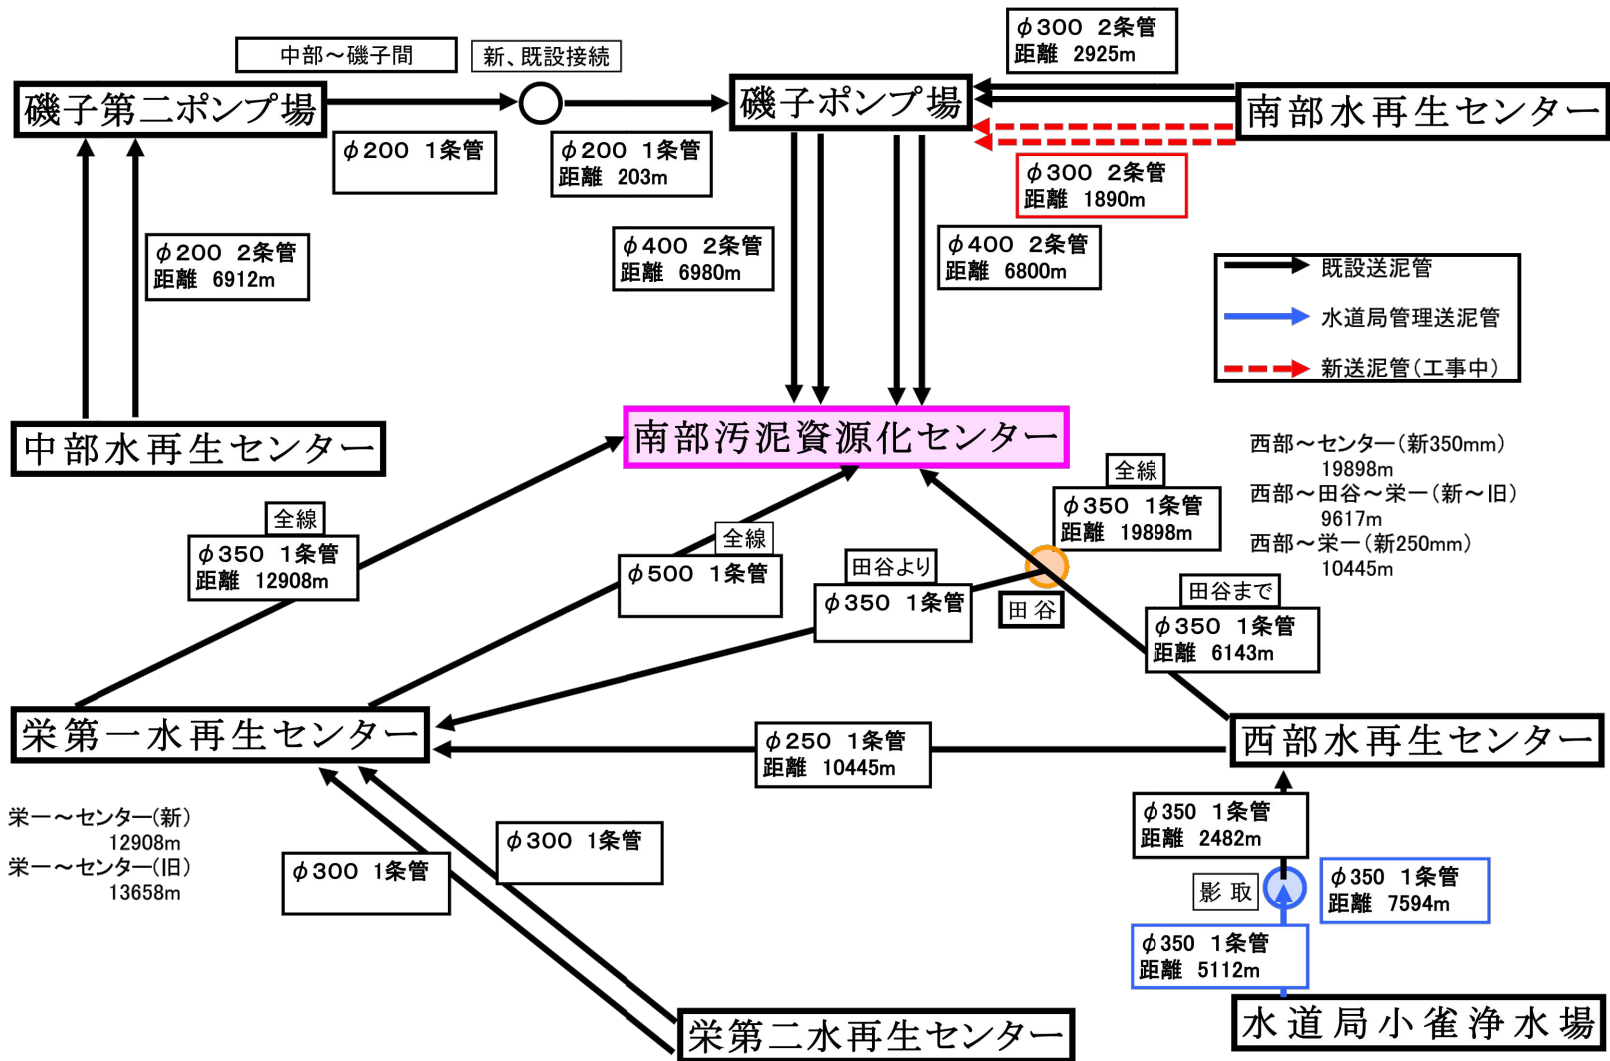 φ300 2条管
距離 2925m
中部～磯子間
新、既設接続
磯子第二ポンプ場
磯子ポンプ場
南部水再生センター
φ200 1条管
φ200 1条管
距離 203m
φ300 2条管
距離 1890m
φ200 2条管
距離 6912m
φ400 2条管
距離 6980m
φ400 2条管
距離 6800m
既設送泥管
水道局管理送泥管
新送泥管（工事中）
中部水再生センター
南部汚泥資源化センター
西部～センター（新350mm）
19898m
西部～田谷～栄一（新～旧）
9617m
西部～栄一（新250mm）
10445m
全線
φ350 1条管
距離 19898m
全線
φ350 1条管
距離 12908m
全線
φ500 1条管
田谷より
φ350 1条管
田谷
田谷まで
φ350 1条管
距離 6143m
栄第一水再生センター
φ250 1条管
距離 10445m
西部水再生センター
栄一～センター（新）
12908m
栄一～センター（旧）
13658m
φ300 1条管
φ300 1条管
φ350 1条管
距離 2482m
影取
φ350 1条管
距離 7594m
φ350 1条管
距離 5112m
栄第二水再生センター
水道局小雀浄水場